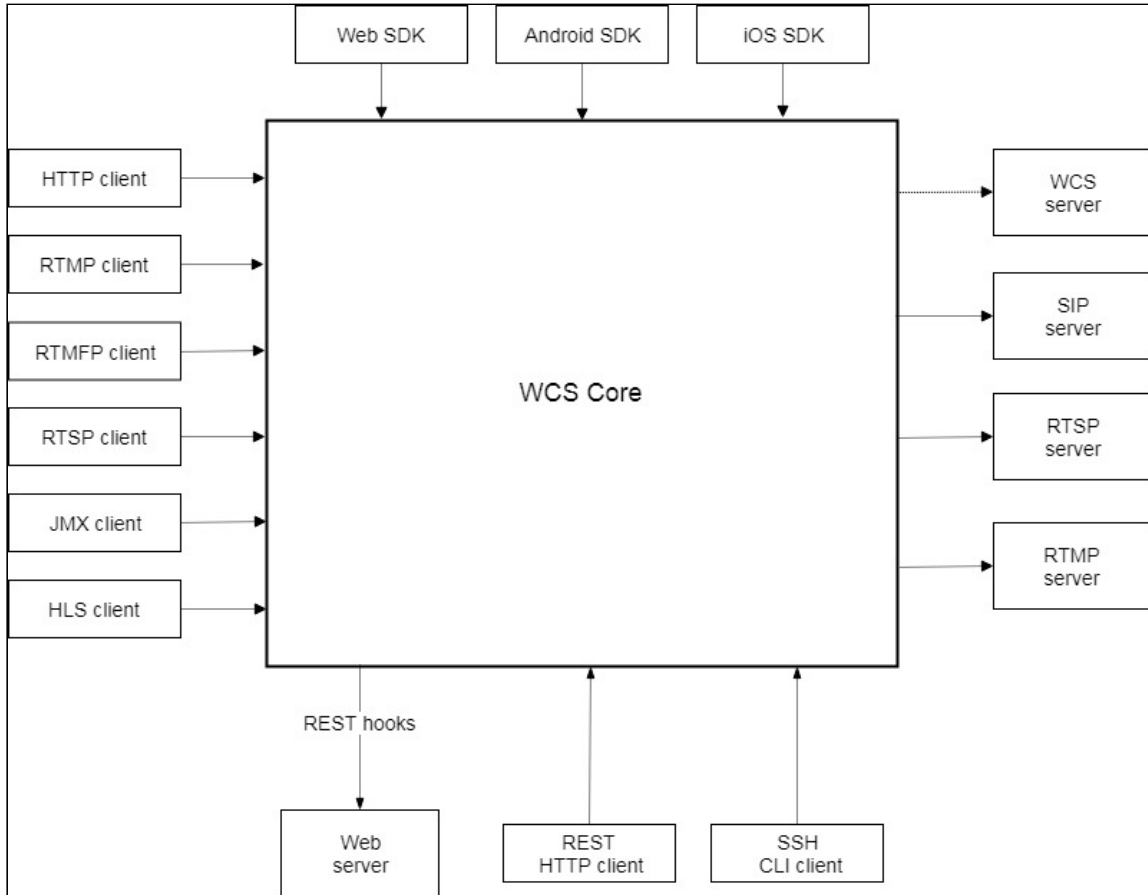 Web SDK
Android SDK
iOS SDK
HTTP client
RTMP client
RTMFP client
RTSP client
JMX client
HLS client
WCS Core
WCS
server
SIP
server
RTSP
server
RTMP
server
REST hooks
Web
server
REST
HTTP client
SSH
CLI client